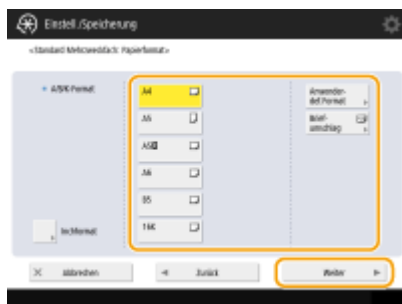 Einstell./Speicherung
<Standard Mehrzweckfach: Papierformat>
A/B/K-Format
A4
A5
A5R
A6
B5
16K
Anwender-
def.Format
Brief-
umschlag
Inchformat
Abbrechen
Zurück
Weiter